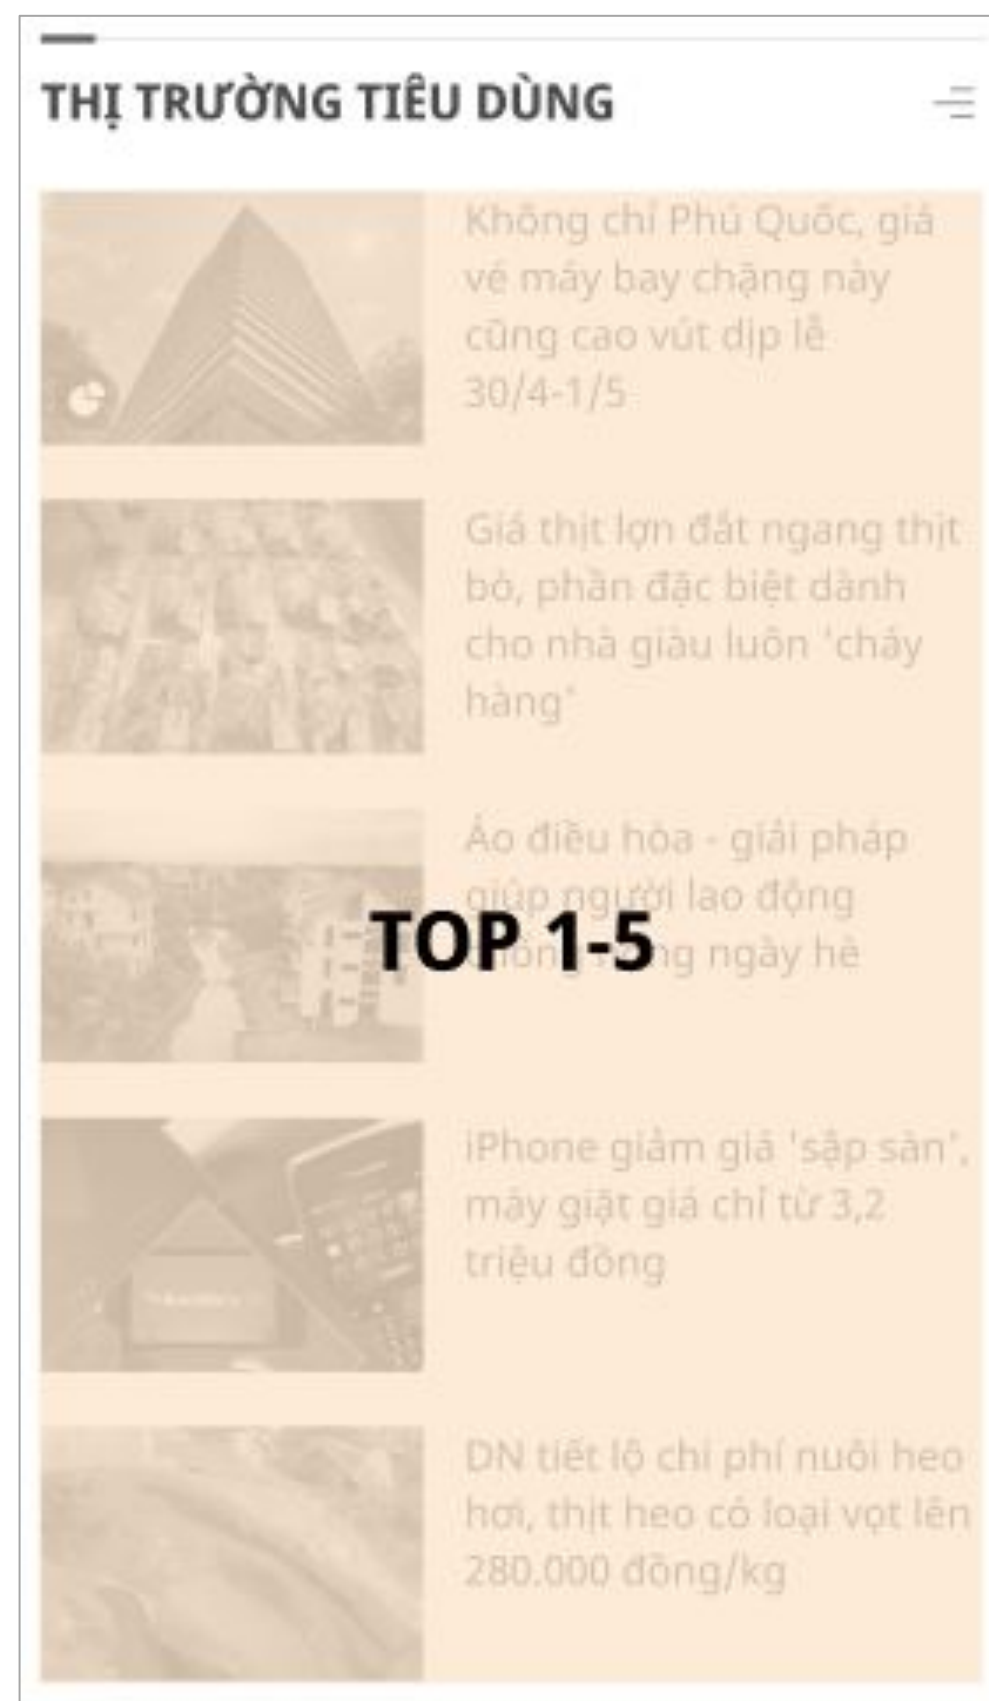 THỊ TRƯỜNG TIÊU DÙNG
Không chỉ Phú Quốc, giá
vé máy bay chặng này
cũng cao vút dịp lễ
30/4-1/5
Giá thịt lợn đắt ngang thịt
bò, phần đặc biệt dành
cho nhà giàu luôn 'cháy
hàng'
Áo điều hòa - giải pháp
giúp người lao động
ngày hè
TOP 1-5
iPhone giảm giá 'sập sàn',
máy giặt giá chỉ từ 3,2
triệu đồng
DN tiết lộ chi phí nuôi heo
hơi, thịt heo có loại vọt lên
280.000 đồng/kg